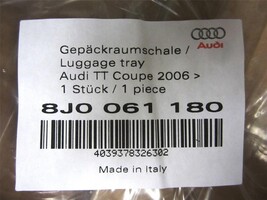 Audi
Gepäckraumschale /
Luggage tray
Audi TT Coupe 2006 >
1 Stück / 1 piece
8J0 061 180
4039378326302
Made in Italy